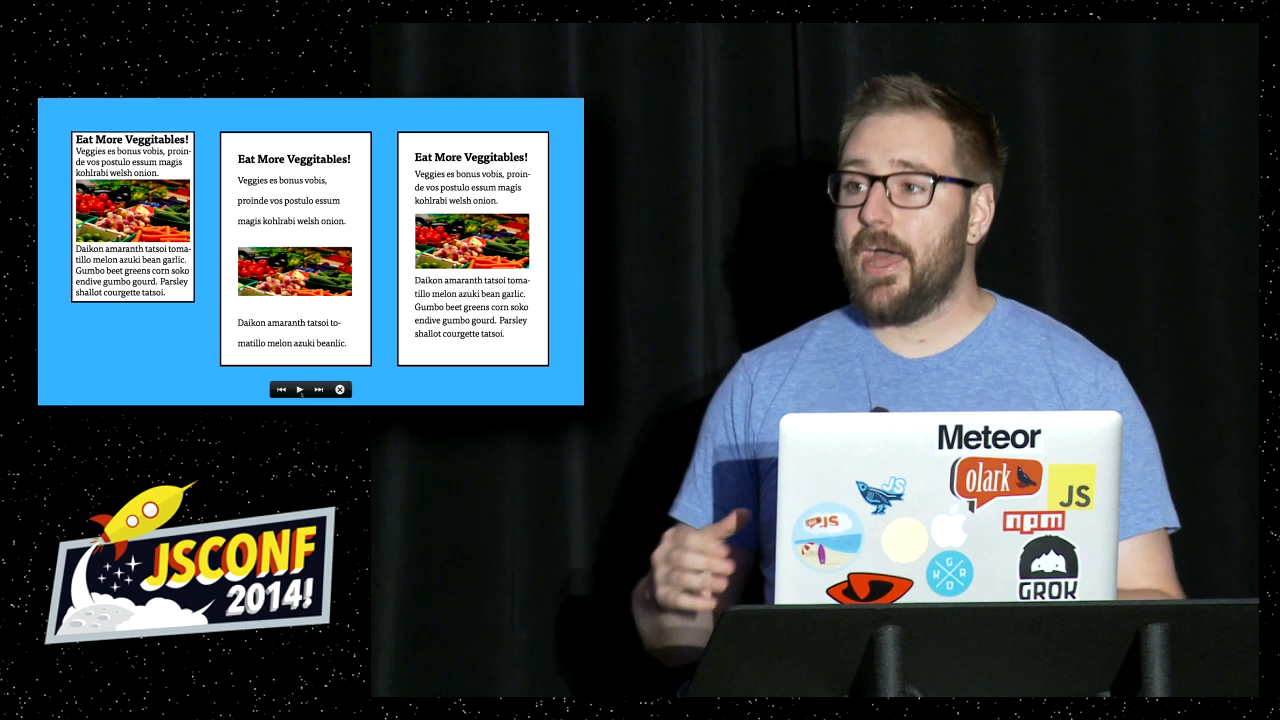 Eat More Veggitables!
Veggies es bonus vobis, proin-
de vos postulo essum magis
kohlrabi welsh onion.
Daikon amaranth tatsoi toma-
tillo melon azuki bean garlic.
Gumbo beet greens corn soko
endive gumbo gourd. Parsley
shallot courgette tatsoi.
Eat More Veggitables!
Veggies es bonus vobis,
proinde vos postulo essum
magis kohlrabi welsh onion.
Daikon amaranth tatsoi to-
matillo melon azuki beanlic.
Eat More Veggitables!
Veggies es bonus vobis, proin-
de vos postulo essum magis
kohlrabi welsh onion.
Daikon amaranth tatsoi toma-
tillo melon azuki bean garlic.
Gumbo beet greens corn soko
endive gumbo gourd. Parsley
shallot courgette tatsoi.
JSCONF
2014!
Meteor
olark
JS
JS
JS
npm
G
K R
O
GROK